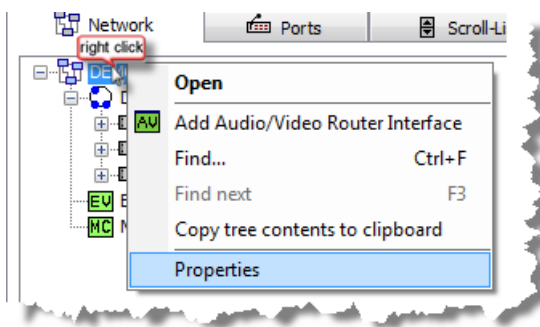 Network
Ports
Scroll-Li
right click
Open
AV Add Audio/Video Router Interface
Find... Ctrl+F
Find next F3
EV
Copy tree contents to clipboard
MC
Properties